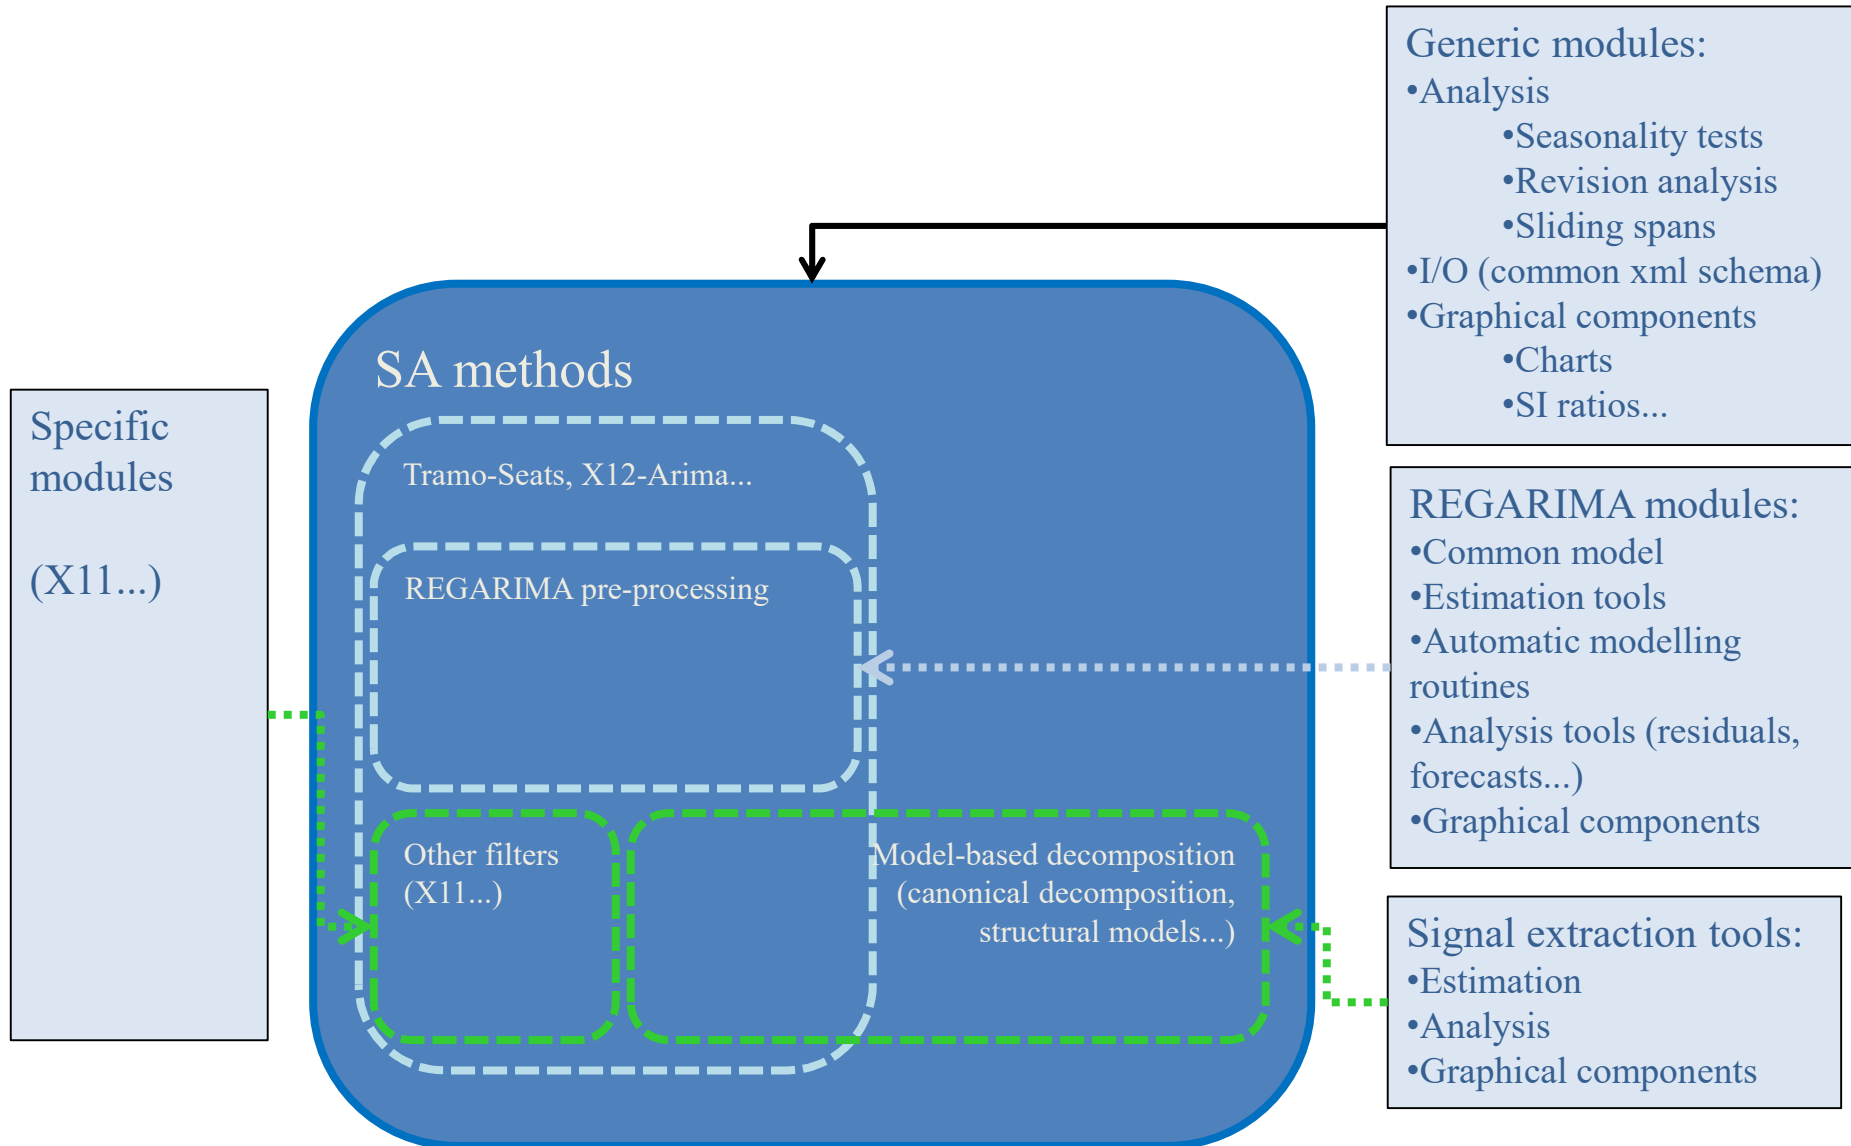 Generic modules:
•Analysis
•Seasonality tests
•Revision analysis
•Sliding spans
•I/O (common xml schema)
•Graphical components
•Charts
•SI ratios...
SA methods
Specific
modules
(X11...)
Tramo-Seats, X12-Arima...
REGARIMA pre-processing
REGARIMA modules:
•Common model
•Estimation tools
•Automatic modelling
routines
•Analysis tools (residuals,
forecasts...)
•Graphical components
Other filters
(X11...)
Model-based decomposition
(canonical decomposition,
structural models...)
Signal extraction tools:
•Estimation
•Analysis
•Graphical components